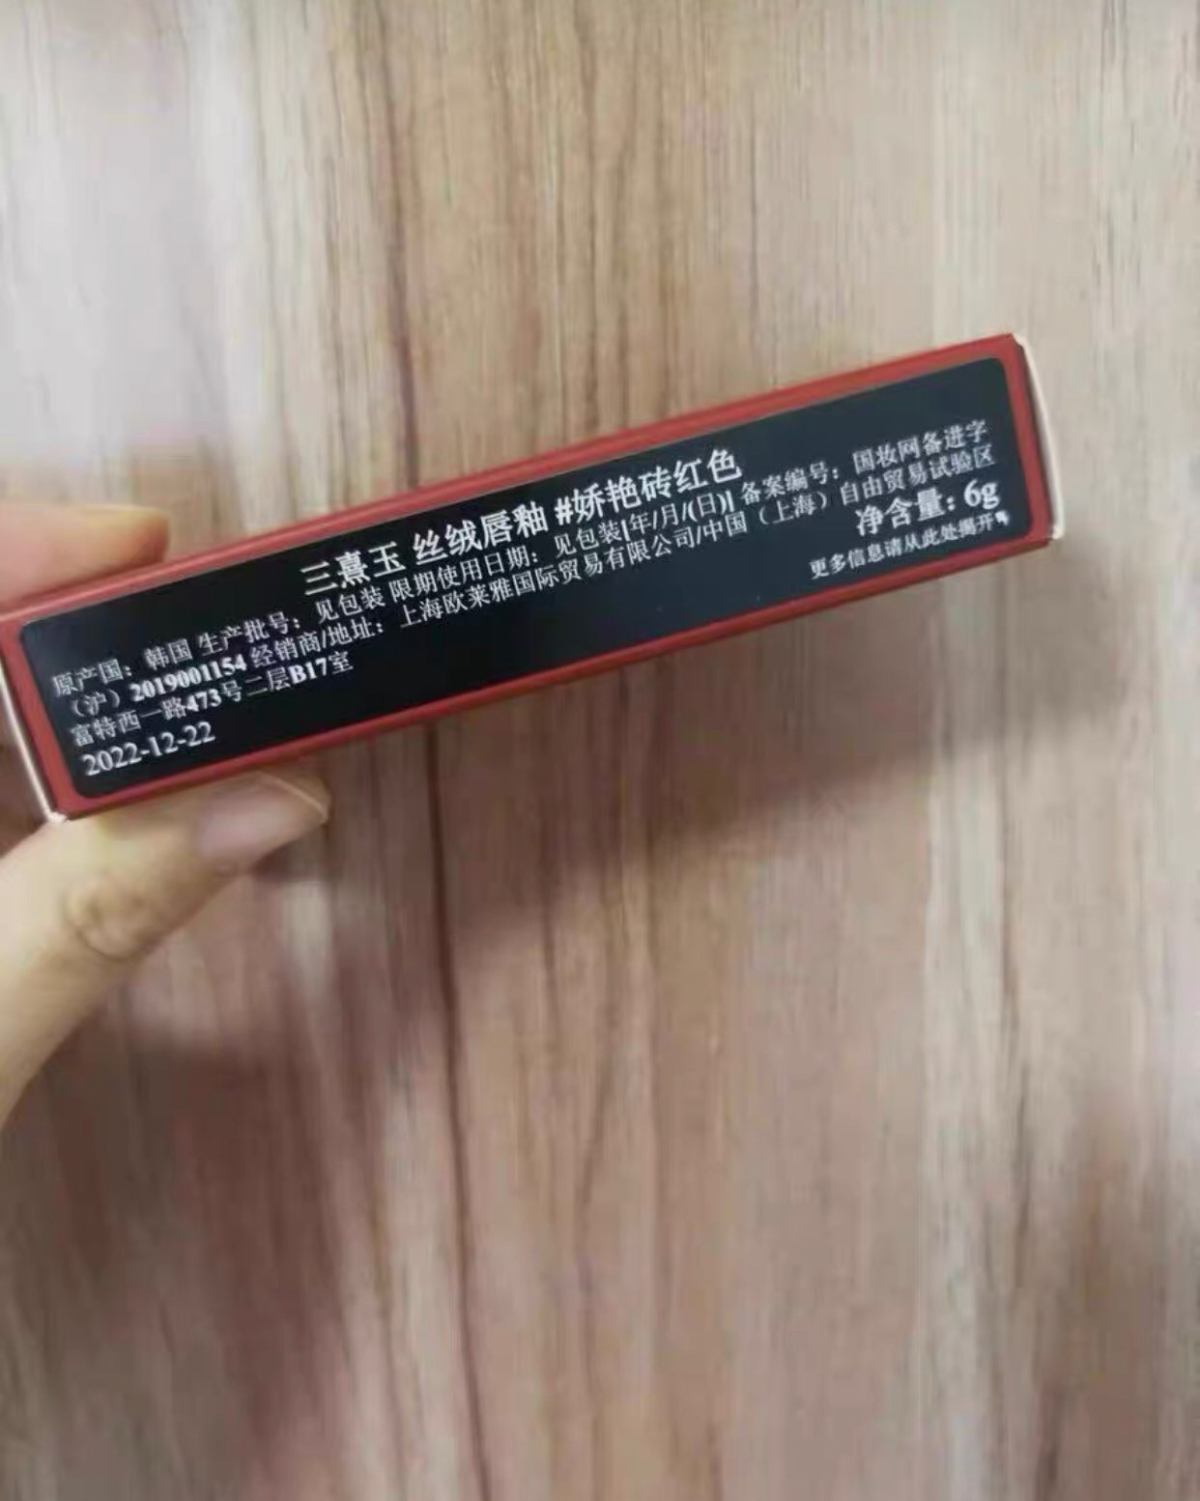 三熹玉 丝绒唇釉 #娇艳砖红色
原产国：韩国 生产批号：见包装 限期使用日期：见包装[年/月/(日)] 备案编号：国妆网备进字
（沪）2019001154 经销商/地址：上海欧莱雅国际贸易有限公司/中国（上海）自由贸易试验区
富特西一路473号二层B17室
净含量：6g
2022-12-22
更多信息请从此处揭开